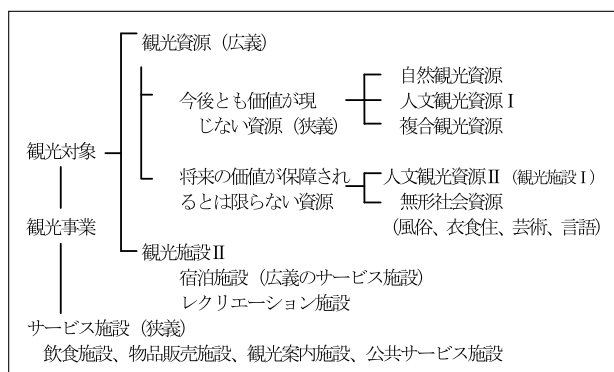 観光資源（広義）
自然観光資源
今後とも価値が現
じない資源（狭義）
人文観光資源Ⅰ
複合観光資源
観光対象
将来の価値が保障され
るとは限らない資源
人文観光資源Ⅱ（観光施設Ⅰ）
無形社会資源
（風俗、衣食住、芸術、言語）
観光事業
観光施設Ⅱ
宿泊施設（広義のサービス施設）
レクリエーション施設
サービス施設（狭義）
飲食施設、物品販売施設、観光案内施設、公共サービス施設